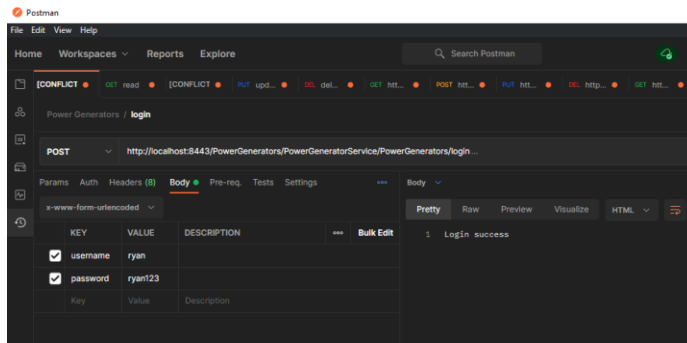 Postman
File Edit View Help
Home Workspaces Reports Explore Search Postman
[CONFLICT GET read [CONFLICT PUT upd... DEL del... GET htt... POST htt... PUT htt... DEL http... GET htt...
Power Generators / login
POST http://localhost:8443/PowerGenerators/PowerGeneratorService/PowerGenerators/login...
Params Auth Headers (8) Body Pre-req. Tests Settings
Body
x-www-form-urlencoded
Pretty Raw Preview Visualize HTML
KEY VALUE DESCRIPTION Bulk Edit
1 Login success
username ryan
password ryan123
Key Value Description